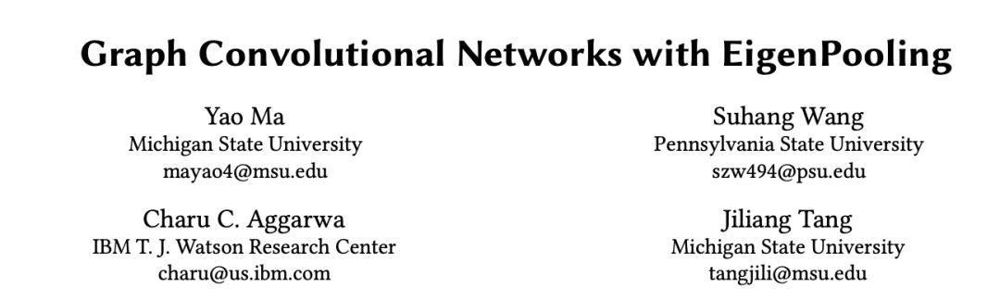 Graph Convolutional Networks with EigenPooling
Yao Ma
Michigan State University
mayao4@msu.edu
Suhang Wang
Pennsylvania State University
szw494@psu.edu
Charu C. Aggarwa
IBM T. J. Watson Research Center
charu@us.ibm.com
Jiliang Tang
Michigan State University
tangjili@msu.edu